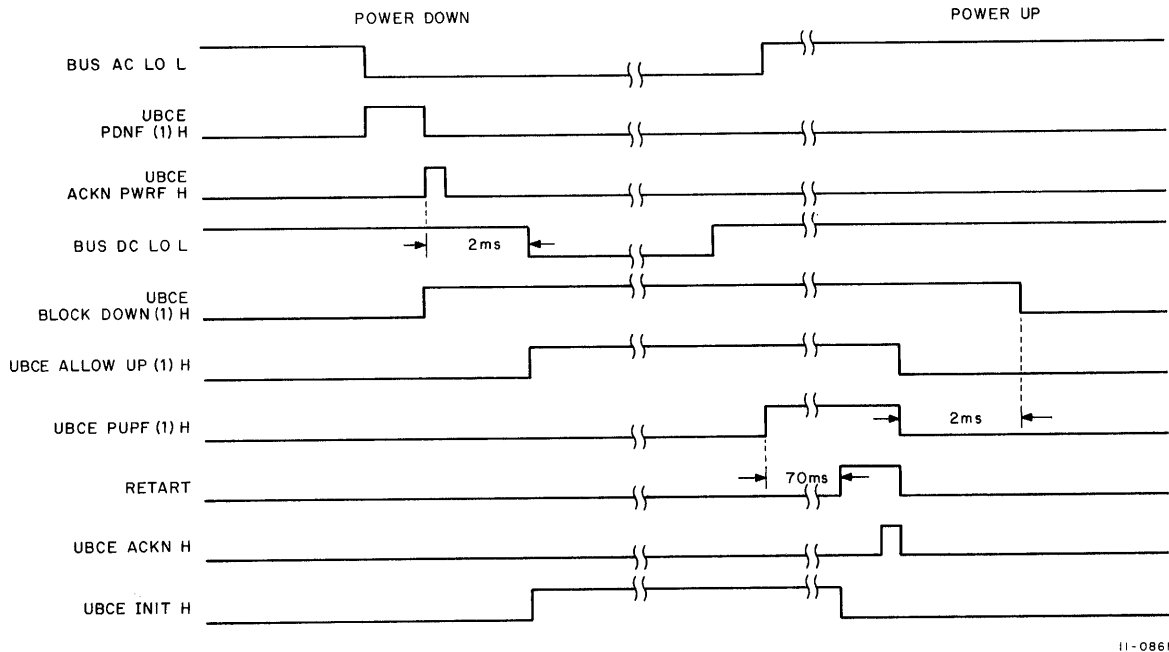 POWER DOWN
POWER UP
BUS AC LO L
UBCE
PDNF (1) H
UBCE
ACKN PWRF H
BUS DC LO L
2ms
UBCE
BLOCK DOWN (1) H
UBCE ALLOW UP (1) H
UBCE PUPF (1) H
2ms
RETART
70ms
UBCE ACKN H
UBCE INIT H
11-0861